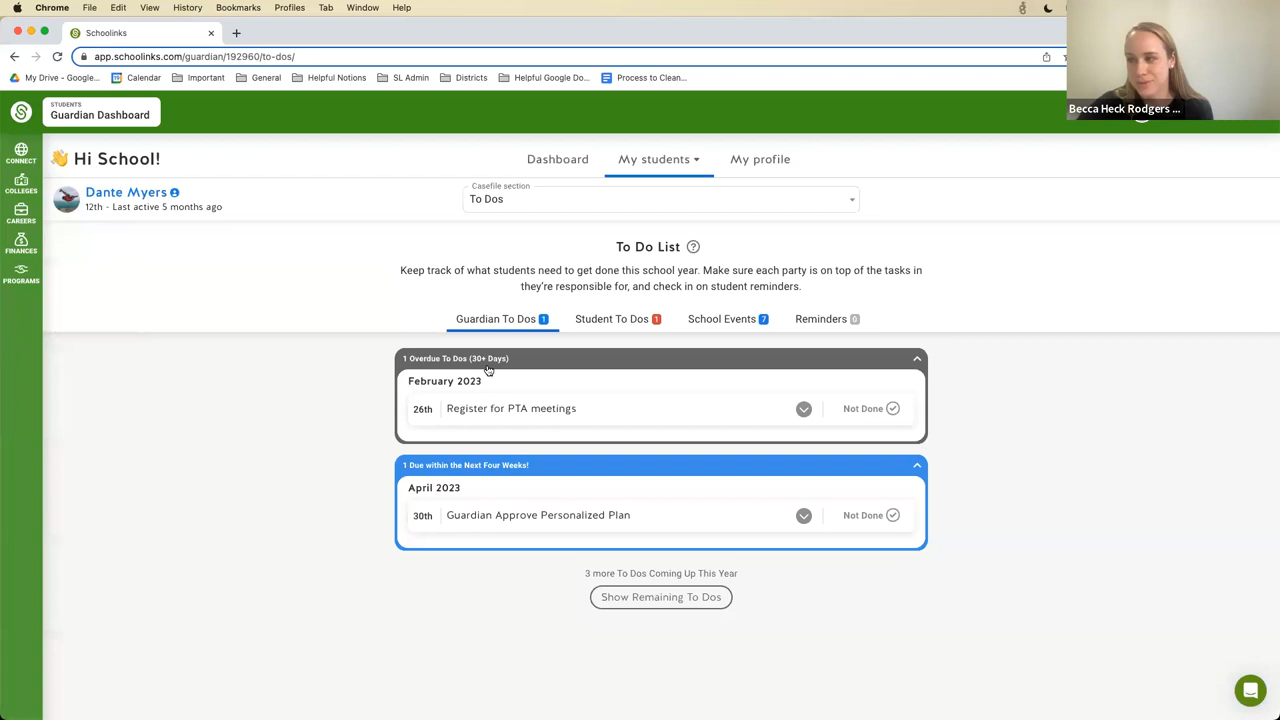 Chrome File Edit View History Bookmarks Profiles Tab Window Help
Schoolinks
app.schoolinks.com/guardian/192960/to-dos/
My Drive - Google... Calendar Important General Helpful Notions SL Admin Districts Helpful Google Do... Process to Clean...
Becca Heck Rodgers ...
STUDENTS
Guardian Dashboard
CONNECT
COLLEGES
CAREERS
FINANCES
PROGRAMS
👋 Hi School!
Dashboard My students My profile
Dante Myers
12th - Last active 5 months ago
Casefile section
To Dos
To Do List ?
Keep track of what students need to get done this school year. Make sure each party is on top of the tasks in
they're responsible for, and check in on student reminders.
Guardian To Dos 1 Student To Dos 1 School Events 7 Reminders 0
1 Overdue To Dos (30+ Days)
February 2023
26th Register for PTA meetings Not Done
1 Due within the Next Four Weeks!
April 2023
30th Guardian Approve Personalized Plan Not Done
3 more To Dos Coming Up This Year
Show Remaining To Dos